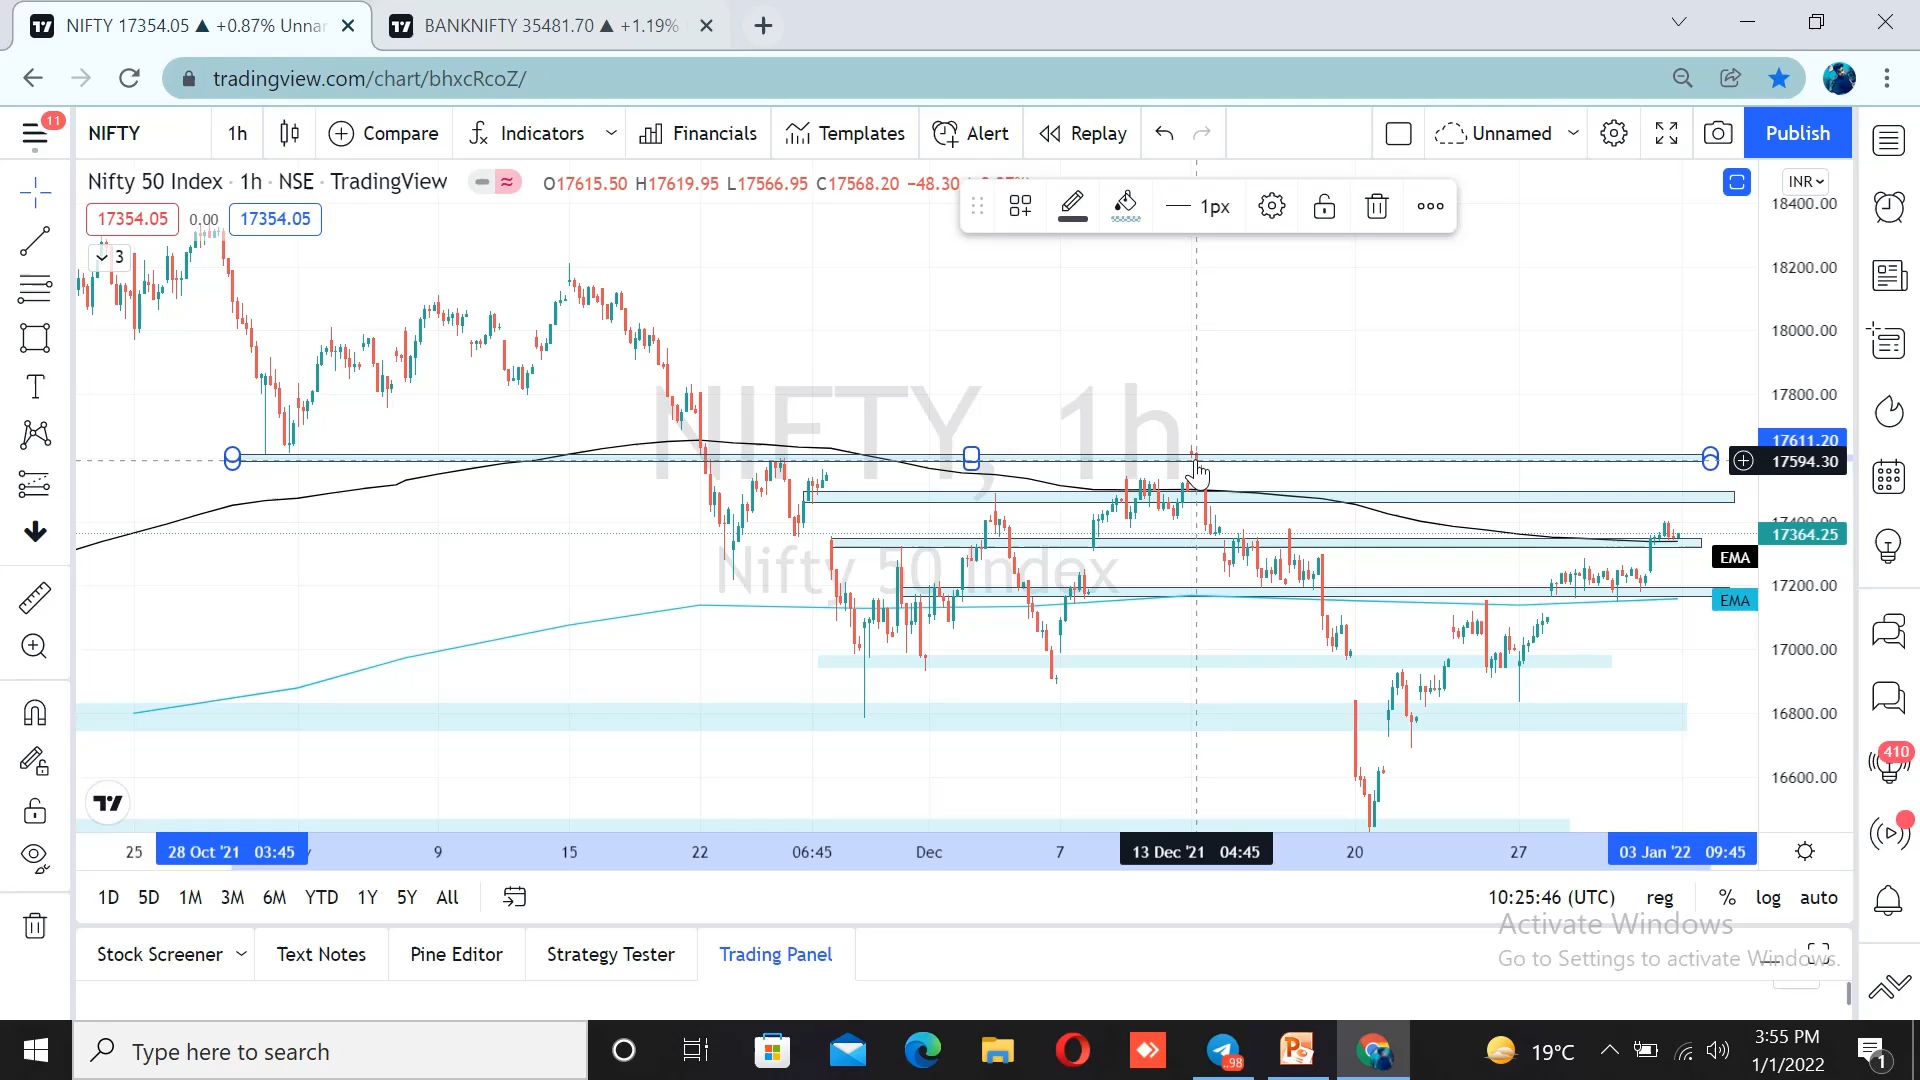 NIFTY 17354.05 ▲ +0.87% Unnar
BANKNIFTY 35481.70 ▲ +1.19%
tradingview.com/chart/bhxcRcoZ/
11
NIFTY
1h
Compare
Indicators
Financials
Templates
Alert
Replay
Unnamed
Publish
Nifty 50 Index · 1h · NSE · TradingView
O17615.50 H17619.95 L17566.95 C17568.20 −48.30
1px
INR
17354.05
0.00
17354.05
3
NIFTY, 1h
Nifty 50 Index
18400.00
18200.00
18000.00
17800.00
17611.20
17594.30
17400.00
17364.25
EMA
17200.00
EMA
17000.00
16800.00
16600.00
25
28 Oct '21 03:45
9
15
22
06:45
Dec
7
13 Dec '21 04:45
20
27
03 Jan '22 09:45
1D 5D 1M 3M 6M YTD 1Y 5Y All
10:25:46 (UTC)
reg
%
log
auto
Activate Windows
Go to Settings to activate Windows.
Stock Screener
Text Notes
Pine Editor
Strategy Tester
Trading Panel
410
Type here to search
98
19°C
3:55 PM
1/1/2022
1